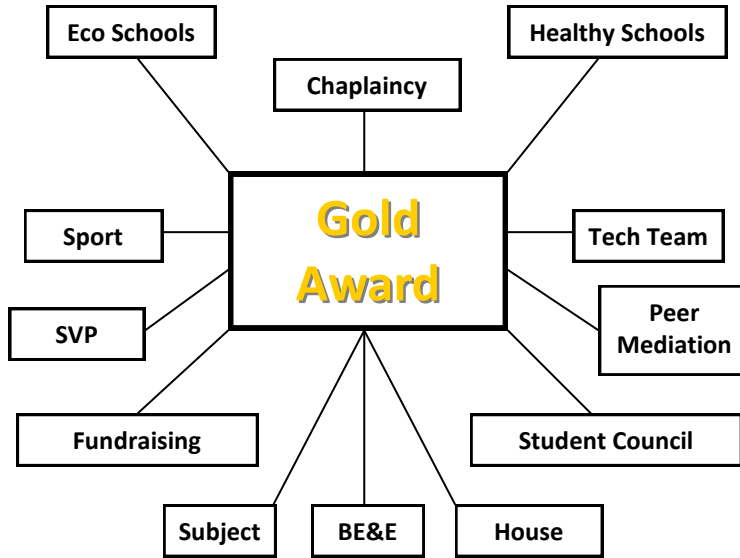 Eco Schools
Healthy Schools
Chaplaincy
Gold
Award
Sport
Tech Team
SVP
Peer
Mediation
Fundraising
Student Council
Subject
BE&E
House